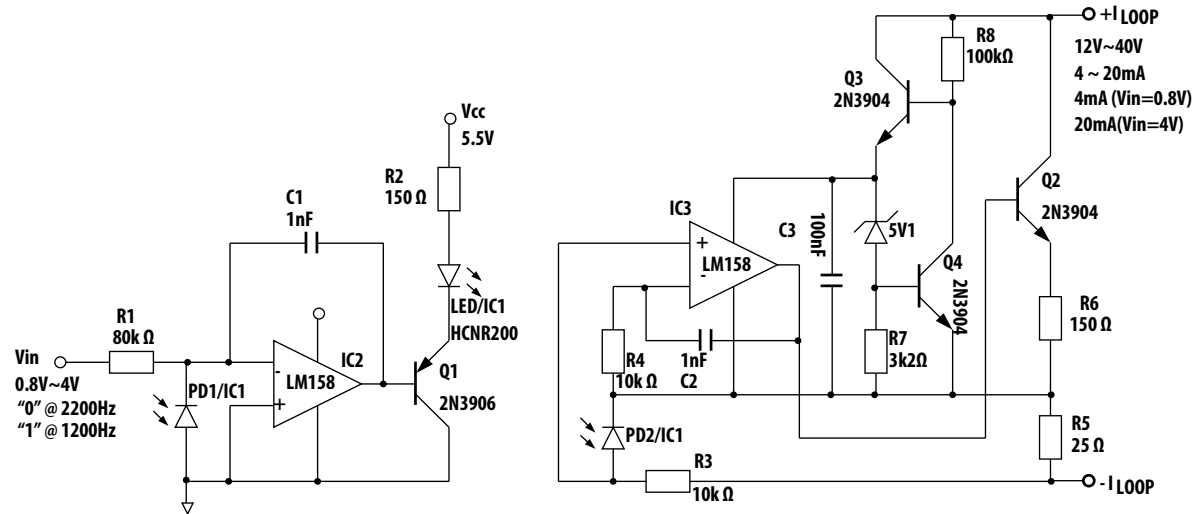 Vcc
5.5V
R2
150 Ω
C1
1nF
LED/IC1
HCNR200
R1
80k Ω
Vin
0.8V~4V
“0” @ 2200Hz
“1” @ 1200Hz
PD1/IC1
-
+
LM158
IC2
Q1
2N3906
+ILOOP
12V~40V
4 ~ 20mA
4mA (Vin=0.8V)
20mA(Vin=4V)
R8
100kΩ
Q3
2N3904
Q2
2N3904
IC3
+
-
LM158
C3
100nF
5V1
Q4
2N3904
R6
150 Ω
R7
3k2Ω
R4
10k Ω
1nF
C2
PD2/IC1
R5
25 Ω
R3
10k Ω
-ILOOP